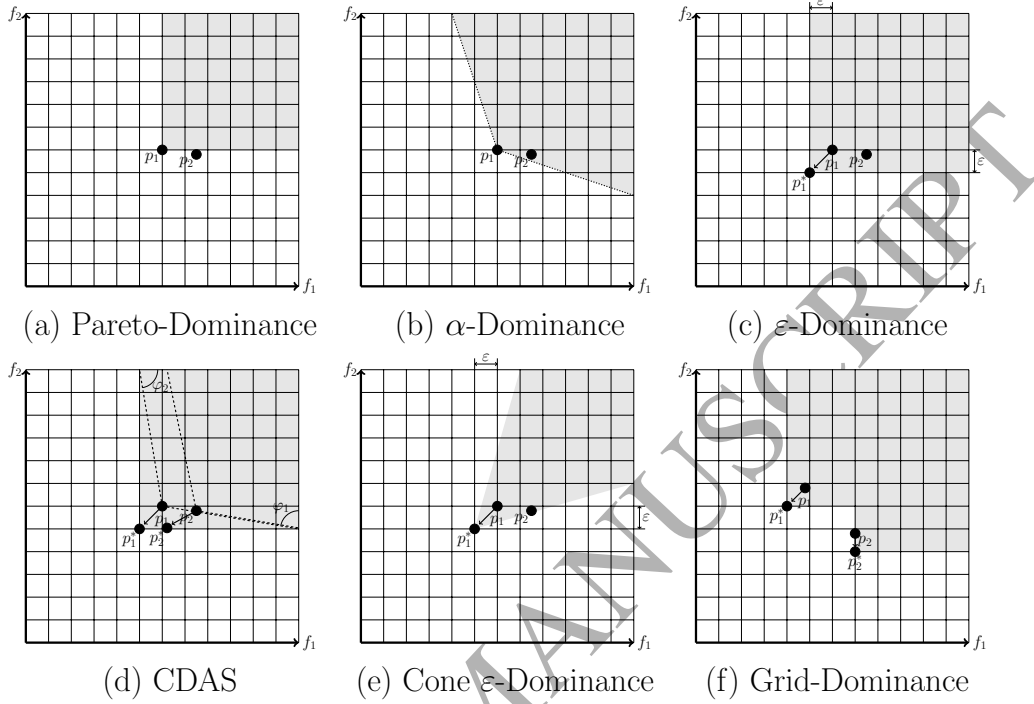 f₂ f₂ ε f₂
p₁ p₂ p₁ p₂ p₁ p₂ ε
p₁*
f₁ f₁ f₁
(a) Pareto-Dominance (b) α-Dominance (c) ε-Dominance
f₂ φ₂ f₂ ε f₂
φ₁ p₁ p₂ p₁ p₂ ε p₁
p₁* p₂* p₁* p₁* p₂
p₂*
f₁ f₁ f₁
(d) CDAS (e) Cone ε-Dominance (f) Grid-Dominance
MANUSCRIPT